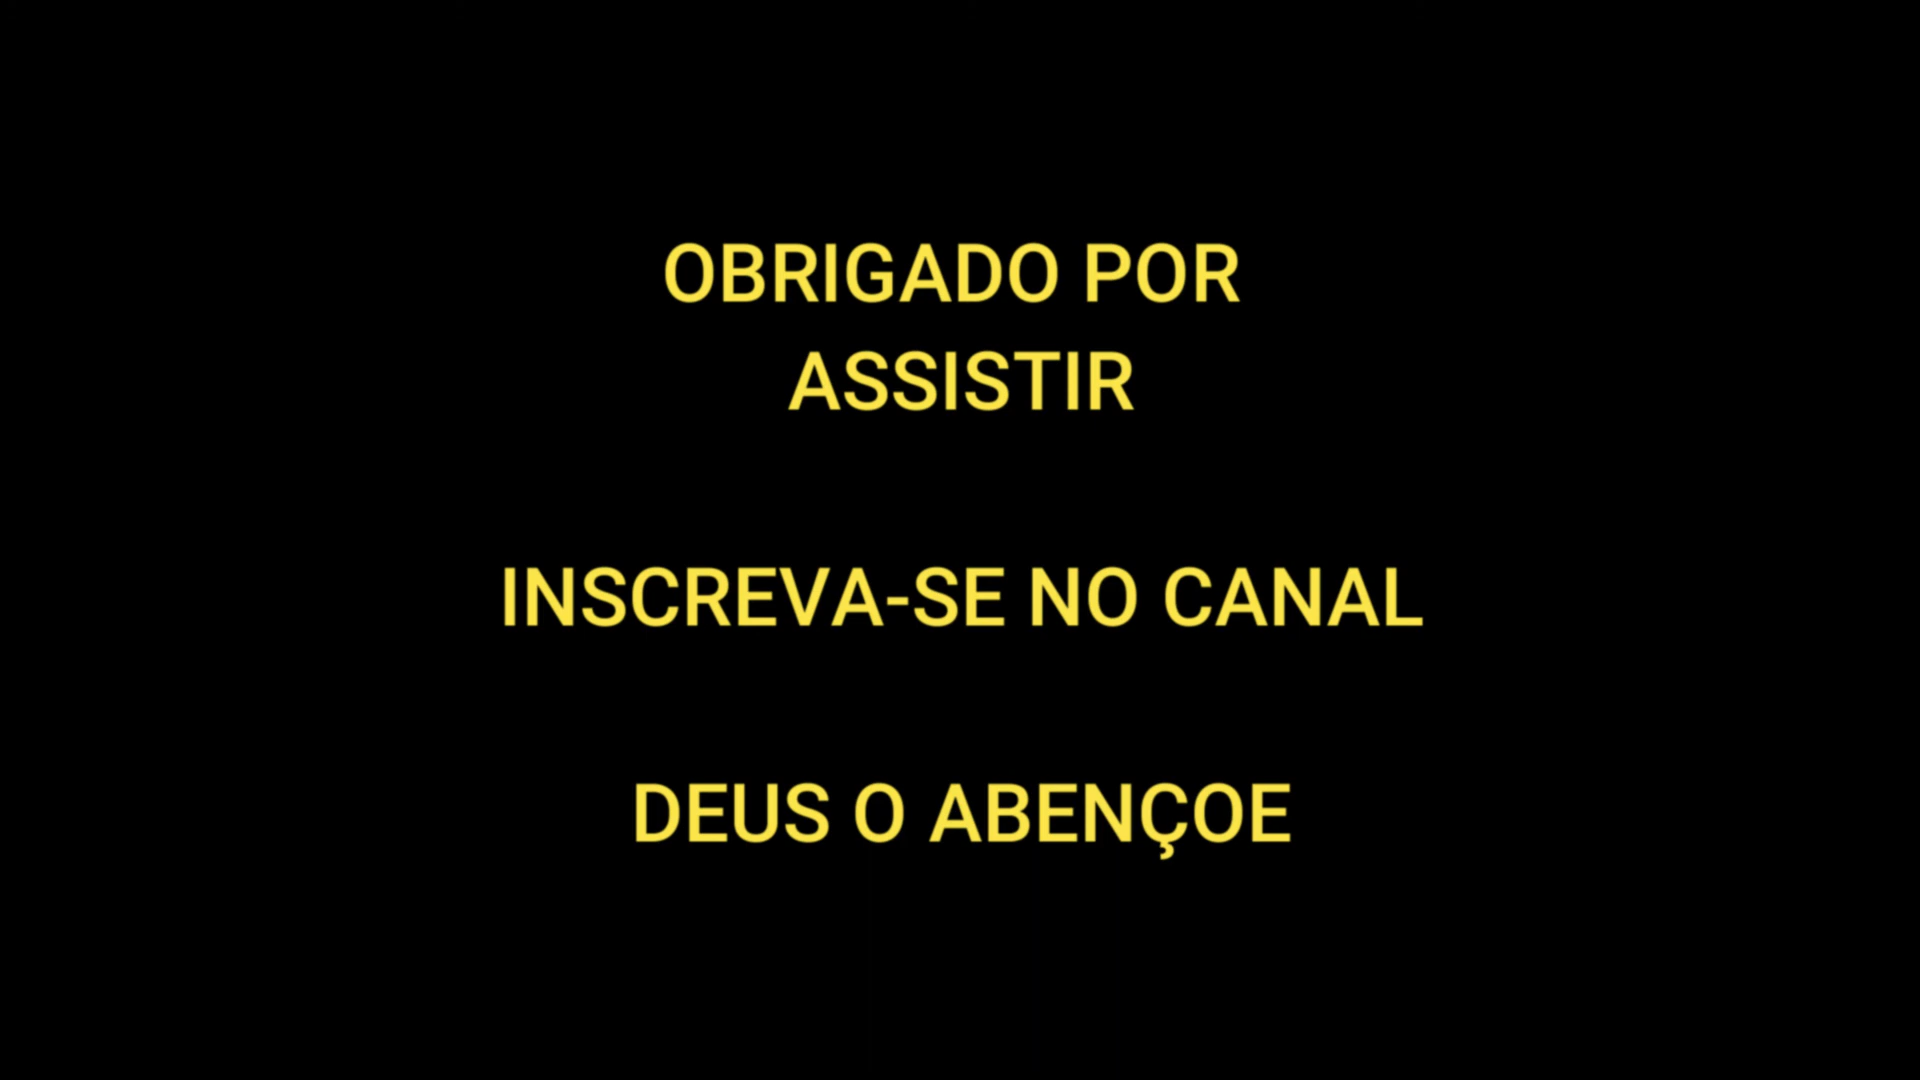 OBRIGADO POR
ASSISTIR
INSCREVA-SE NO CANAL
DEUS O ABENÇOE